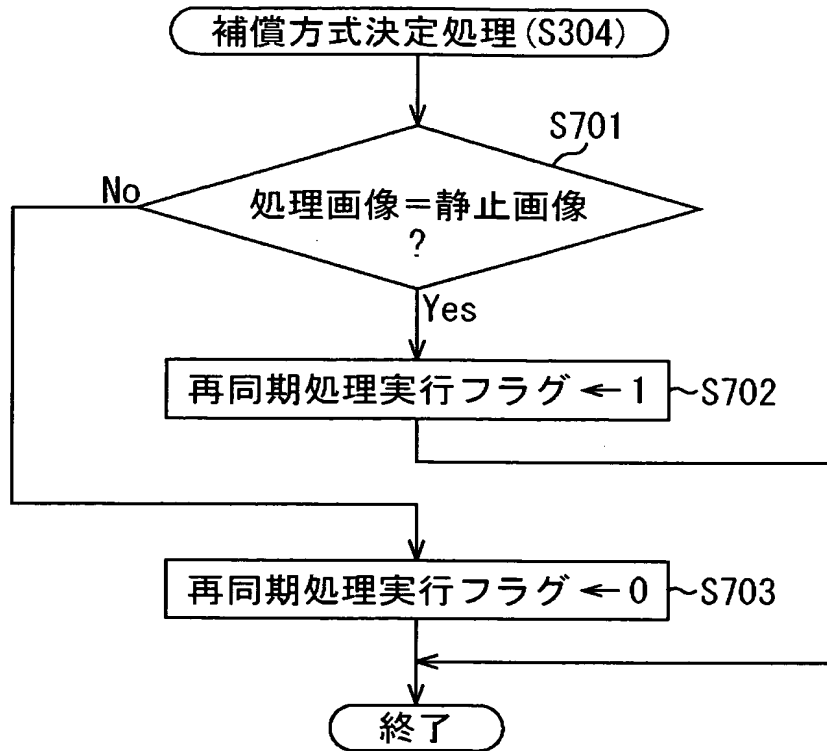 補償方式決定処理(S304)
S701
No
処理画像=静止画像
?
Yes
再同期処理実行フラグ←1
S702
再同期処理実行フラグ←0
S703
終了